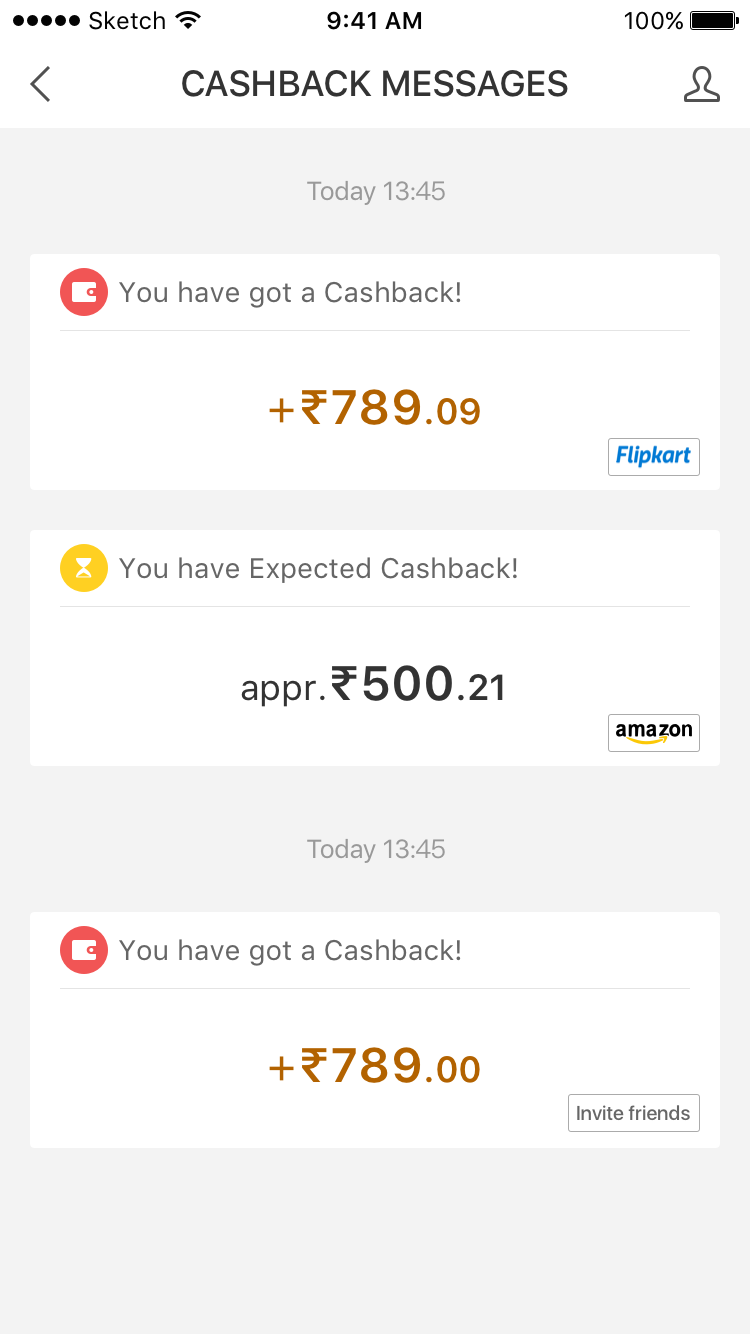 Sketch 9:41 AM 100%
CASHBACK MESSAGES
Today 13:45
You have got a Cashback!
+₹789.09
Flipkart
You have Expected Cashback!
appr.₹500.21
amazon
Today 13:45
You have got a Cashback!
+₹789.00
Invite friends